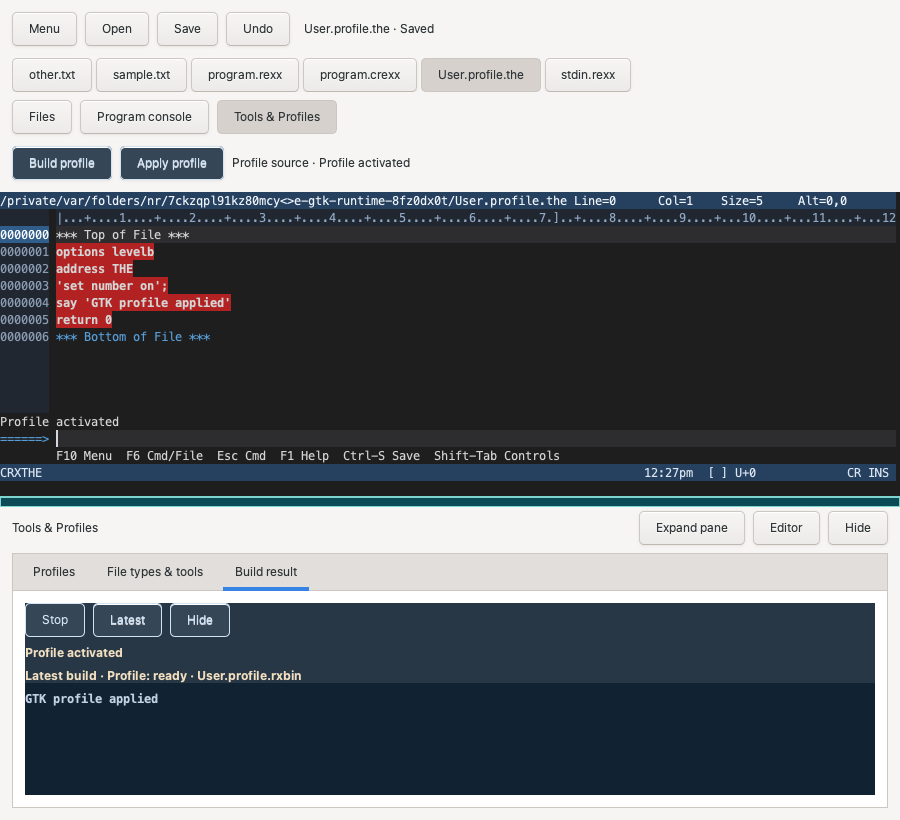 Menu Open Save Undo User.profile.the · Saved
other.txt sample.txt program.rexx program.crexx User.profile.the stdin.rexx
Files Program console Tools & Profiles
Build profile Apply profile Profile source · Profile activated
/private/var/folders/nr/7ckzqpl91kz80mcy<>e-gtk-runtime-8fz0dx0t/User.profile.the Line=0 Col=1 Size=5 Alt=0,0
|...+....1....+....2....+....3....+....4....+....5....+....6....+....7.]..+....8....+....9....+...10....+...11....+...12
0000000 *** Top of File ***
0000001 options levelb
0000002 address THE
0000003 'set number on';
0000004 say 'GTK profile applied'
0000005 return 0
0000006 *** Bottom of File ***
Profile activated
======>
F10 Menu F6 Cmd/File Esc Cmd F1 Help Ctrl-S Save Shift-Tab Controls
CRXTHE 12:27pm [ ] U+0 CR INS
Tools & Profiles Expand pane Editor Hide
Profiles File types & tools Build result
Stop Latest Hide
Profile activated
Latest build · Profile: ready · User.profile.rxbin
GTK profile applied